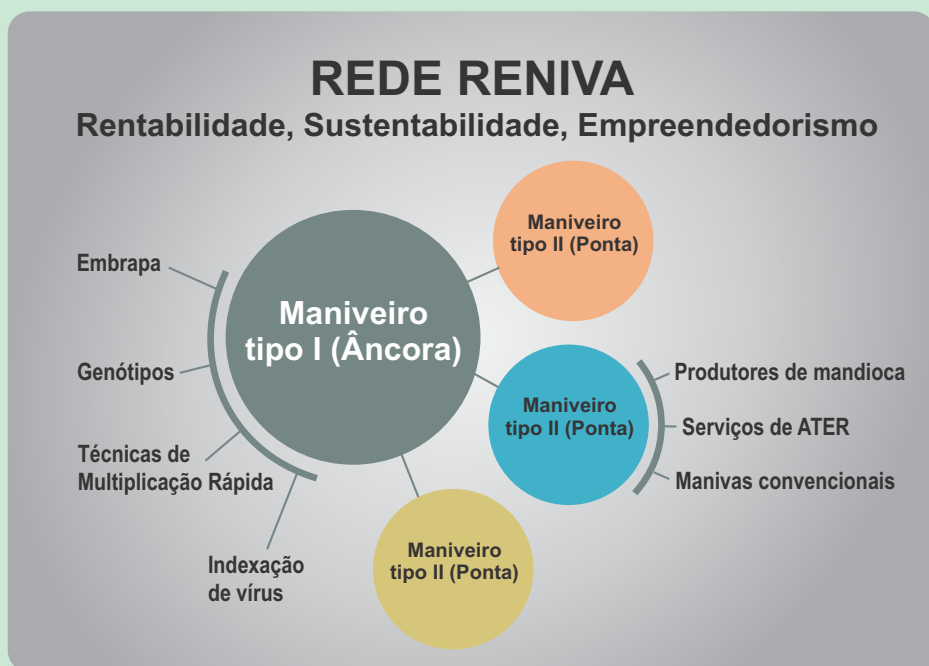 REDE RENIVA
Rentabilidade, Sustentabilidade, Empreendedorismo
Embrapa
Genótipos
Técnicas de
Multiplicação Rápida
Indexação
de vírus
Maniveiro
tipo I (Âncora)
Maniveiro
tipo II (Ponta)
Maniveiro
tipo II (Ponta)
Maniveiro
tipo II (Ponta)
Produtores de mandioca
Serviços de ATER
Manivas convencionais